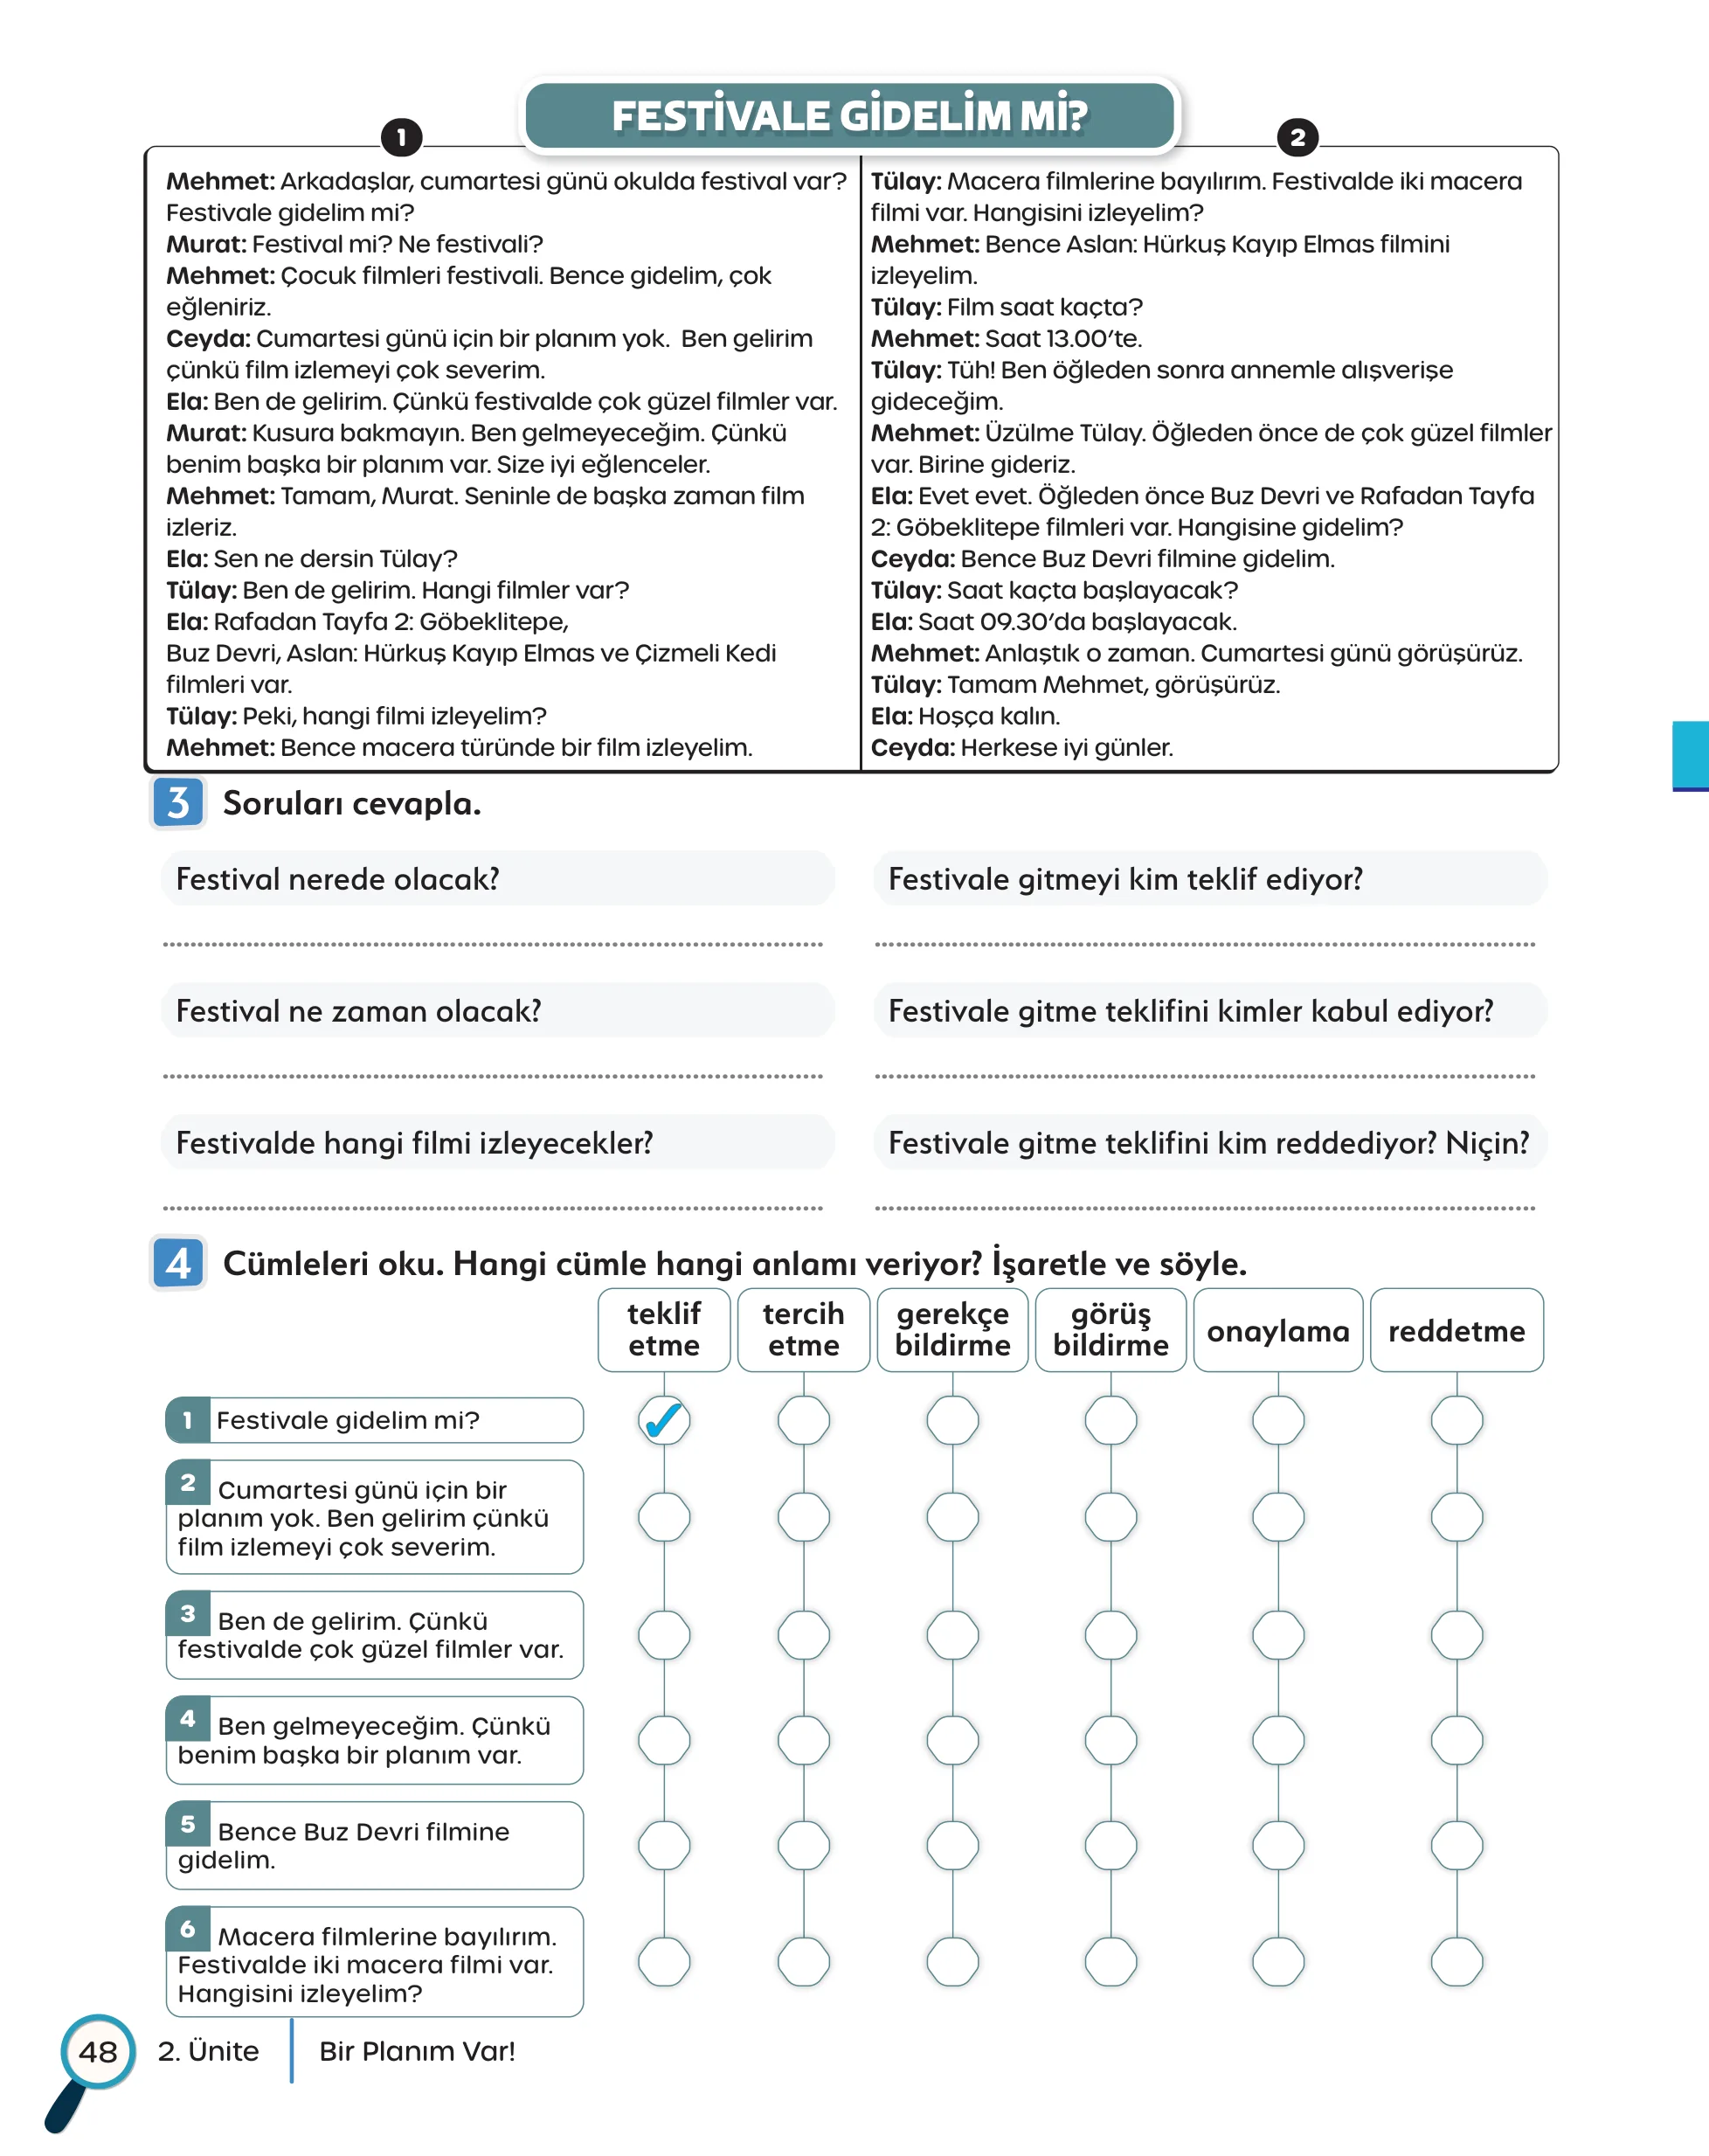 FESTİVALE GİDELİM Mİ?
1
Mehmet: Arkadaşlar, cumartesi günü okulda festival var?
Festivale gidelim mi?
Murat: Festival mi? Ne festivali?
Mehmet: Çocuk filmleri festivali. Bence gidelim, çok
eğleniriz.
Ceyda: Cumartesi günü için bir planım yok. Ben gelirim
çünkü film izlemeyi çok severim.
Ela: Ben de gelirim. Çünkü festivalde çok güzel filmler var.
Murat: Kusura bakmayın. Ben gelmeyeceğim. Çünkü
benim başka bir planım var. Size iyi eğlenceler.
Mehmet: Tamam, Murat. Seninle de başka zaman film
izleriz.
Ela: Sen ne dersin Tülay?
Tülay: Ben de gelirim. Hangi filmler var?
Ela: Rafadan Tayfa 2: Göbeklitepe,
Buz Devri, Aslan: Hürkuş Kayıp Elmas ve Çizmeli Kedi
filmleri var.
Tülay: Peki, hangi filmi izleyelim?
Mehmet: Bence macera türünde bir film izleyelim.
2
Tülay: Macera filmlerine bayılırım. Festivalde iki macera
filmi var. Hangisini izleyelim?
Mehmet: Bence Aslan: Hürkuş Kayıp Elmas filmini
izleyelim.
Tülay: Film saat kaçta?
Mehmet: Saat 13.00'te.
Tülay: Tüh! Ben öğleden sonra annemle alışverişe
gideceğim.
Mehmet: Üzülme Tülay. Öğleden önce de çok güzel filmler
var. Birine gideriz.
Ela: Evet evet. Öğleden önce Buz Devri ve Rafadan Tayfa
2: Göbeklitepe filmleri var. Hangisine gidelim?
Ceyda: Bence Buz Devri filmine gidelim.
Tülay: Saat kaçta başlayacak?
Ela: Saat 09.30'da başlayacak.
Mehmet: Anlaştık o zaman. Cumartesi günü görüşürüz.
Tülay: Tamam Mehmet, görüşürüz.
Ela: Hoşça kalın.
Ceyda: Herkese iyi günler.
3 Soruları cevapla.
Festival nerede olacak?
Festivale gitmeyi kim teklif ediyor?
Festival ne zaman olacak?
Festivale gitme teklifini kimler kabul ediyor?
Festivalde hangi filmi izleyecekler?
Festivale gitme teklifini kim reddediyor? Niçin?
4 Cümleleri oku. Hangi cümle hangi anlamı veriyor? İşaretle ve söyle.
teklif
etme
tercih
etme
gerekçe
bildirme
görüş
bildirme
onaylama
reddetme
1 Festivale gidelim mi?
2 Cumartesi günü için bir
planım yok. Ben gelirim çünkü
film izlemeyi çok severim.
3 Ben de gelirim. Çünkü
festivalde çok güzel filmler var.
4 Ben gelmeyeceğim. Çünkü
benim başka bir planım var.
5 Bence Buz Devri filmine
gidelim.
6 Macera filmlerine bayılırım.
Festivalde iki macera filmi var.
Hangisini izleyelim?
48 2. Ünite Bir Planım Var!